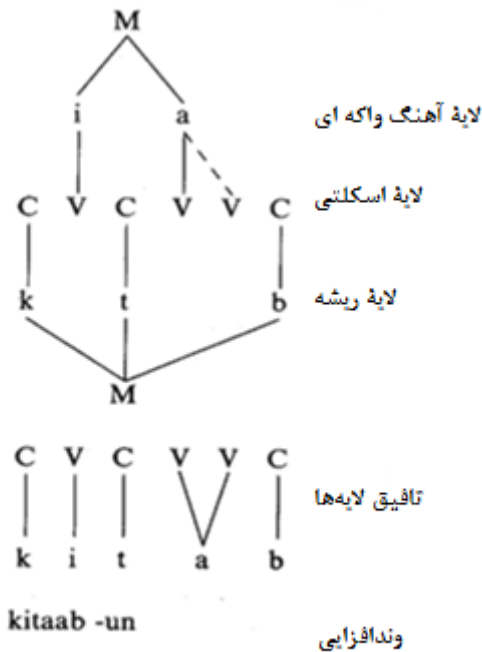 M
i a
لایهٔ آهنگ واکه ای
C V C V V C
لایهٔ اسکلتی
k t b
لایهٔ ریشه
M
C V C V V C
تافیق لایه‌ها
k i t a b
kitaab -un
وندافزایی